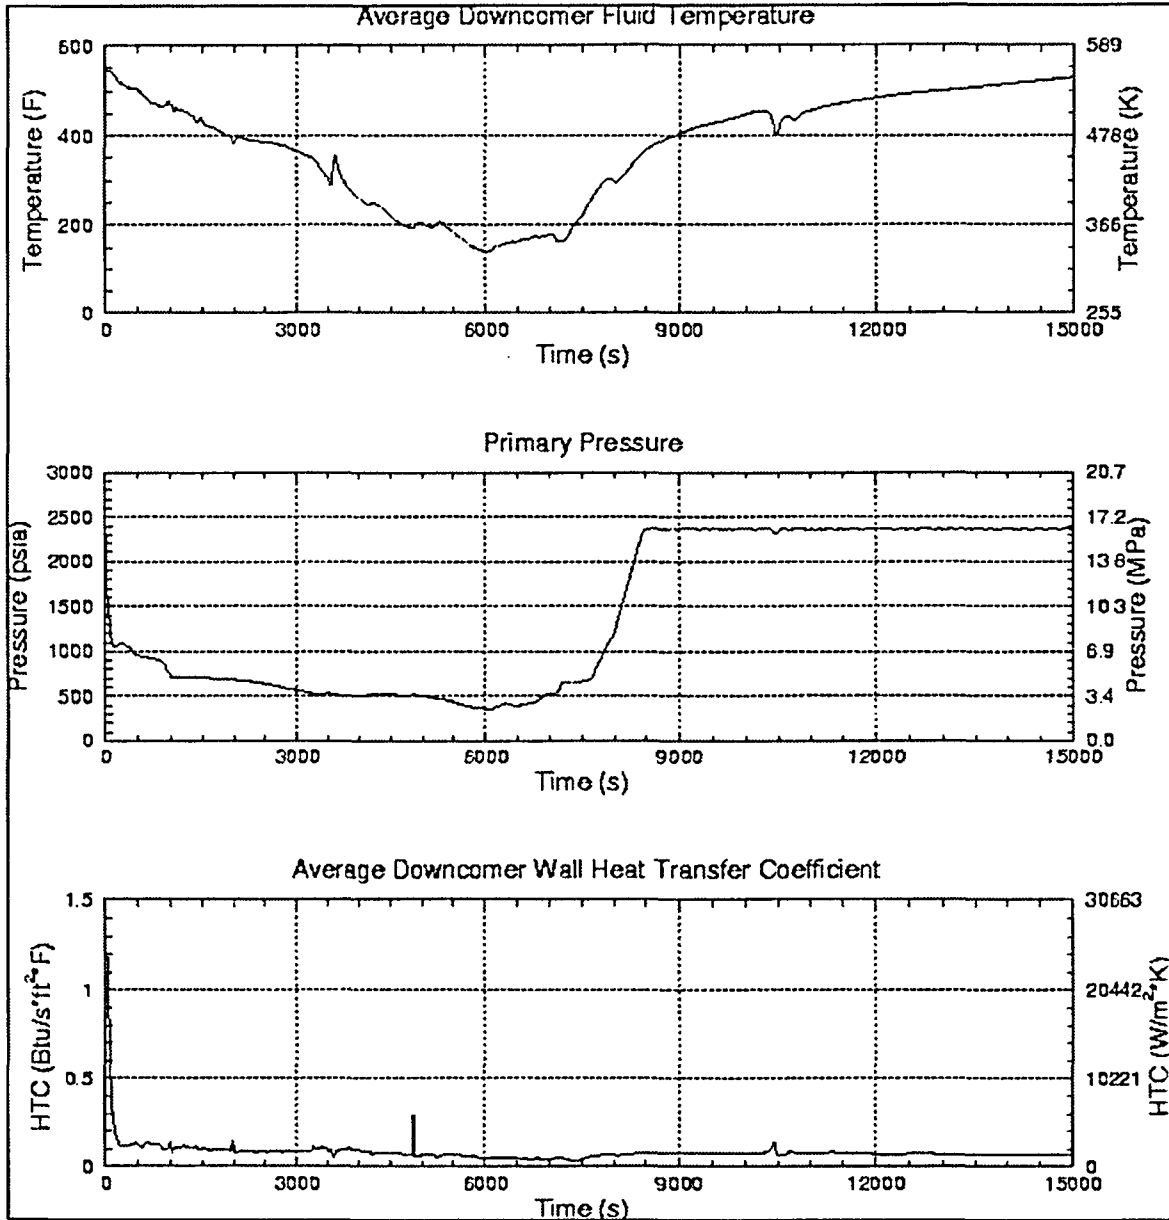 Average Downcomer Fluid Temperature
600
400
200
0
Temperature (F)
589
478
366
255
Temperature (K)
0 3000 6000 9000 12000 15000
Time (s)
Primary Pressure
3000
2500
2000
1500
1000
500
0
Pressure (psia)
20.7
17.2
13.8
10.3
6.9
3.4
0.0
Pressure (MPa)
0 3000 6000 9000 12000 15000
Time (s)
Average Downcomer Wall Heat Transfer Coefficient
1.5
1
0.5
0
HTC (Btu/s*ft²*F)
30663
20442
10221
0
HTC (W/m²*K)
0 3000 6000 9000 12000 15000
Time (s)